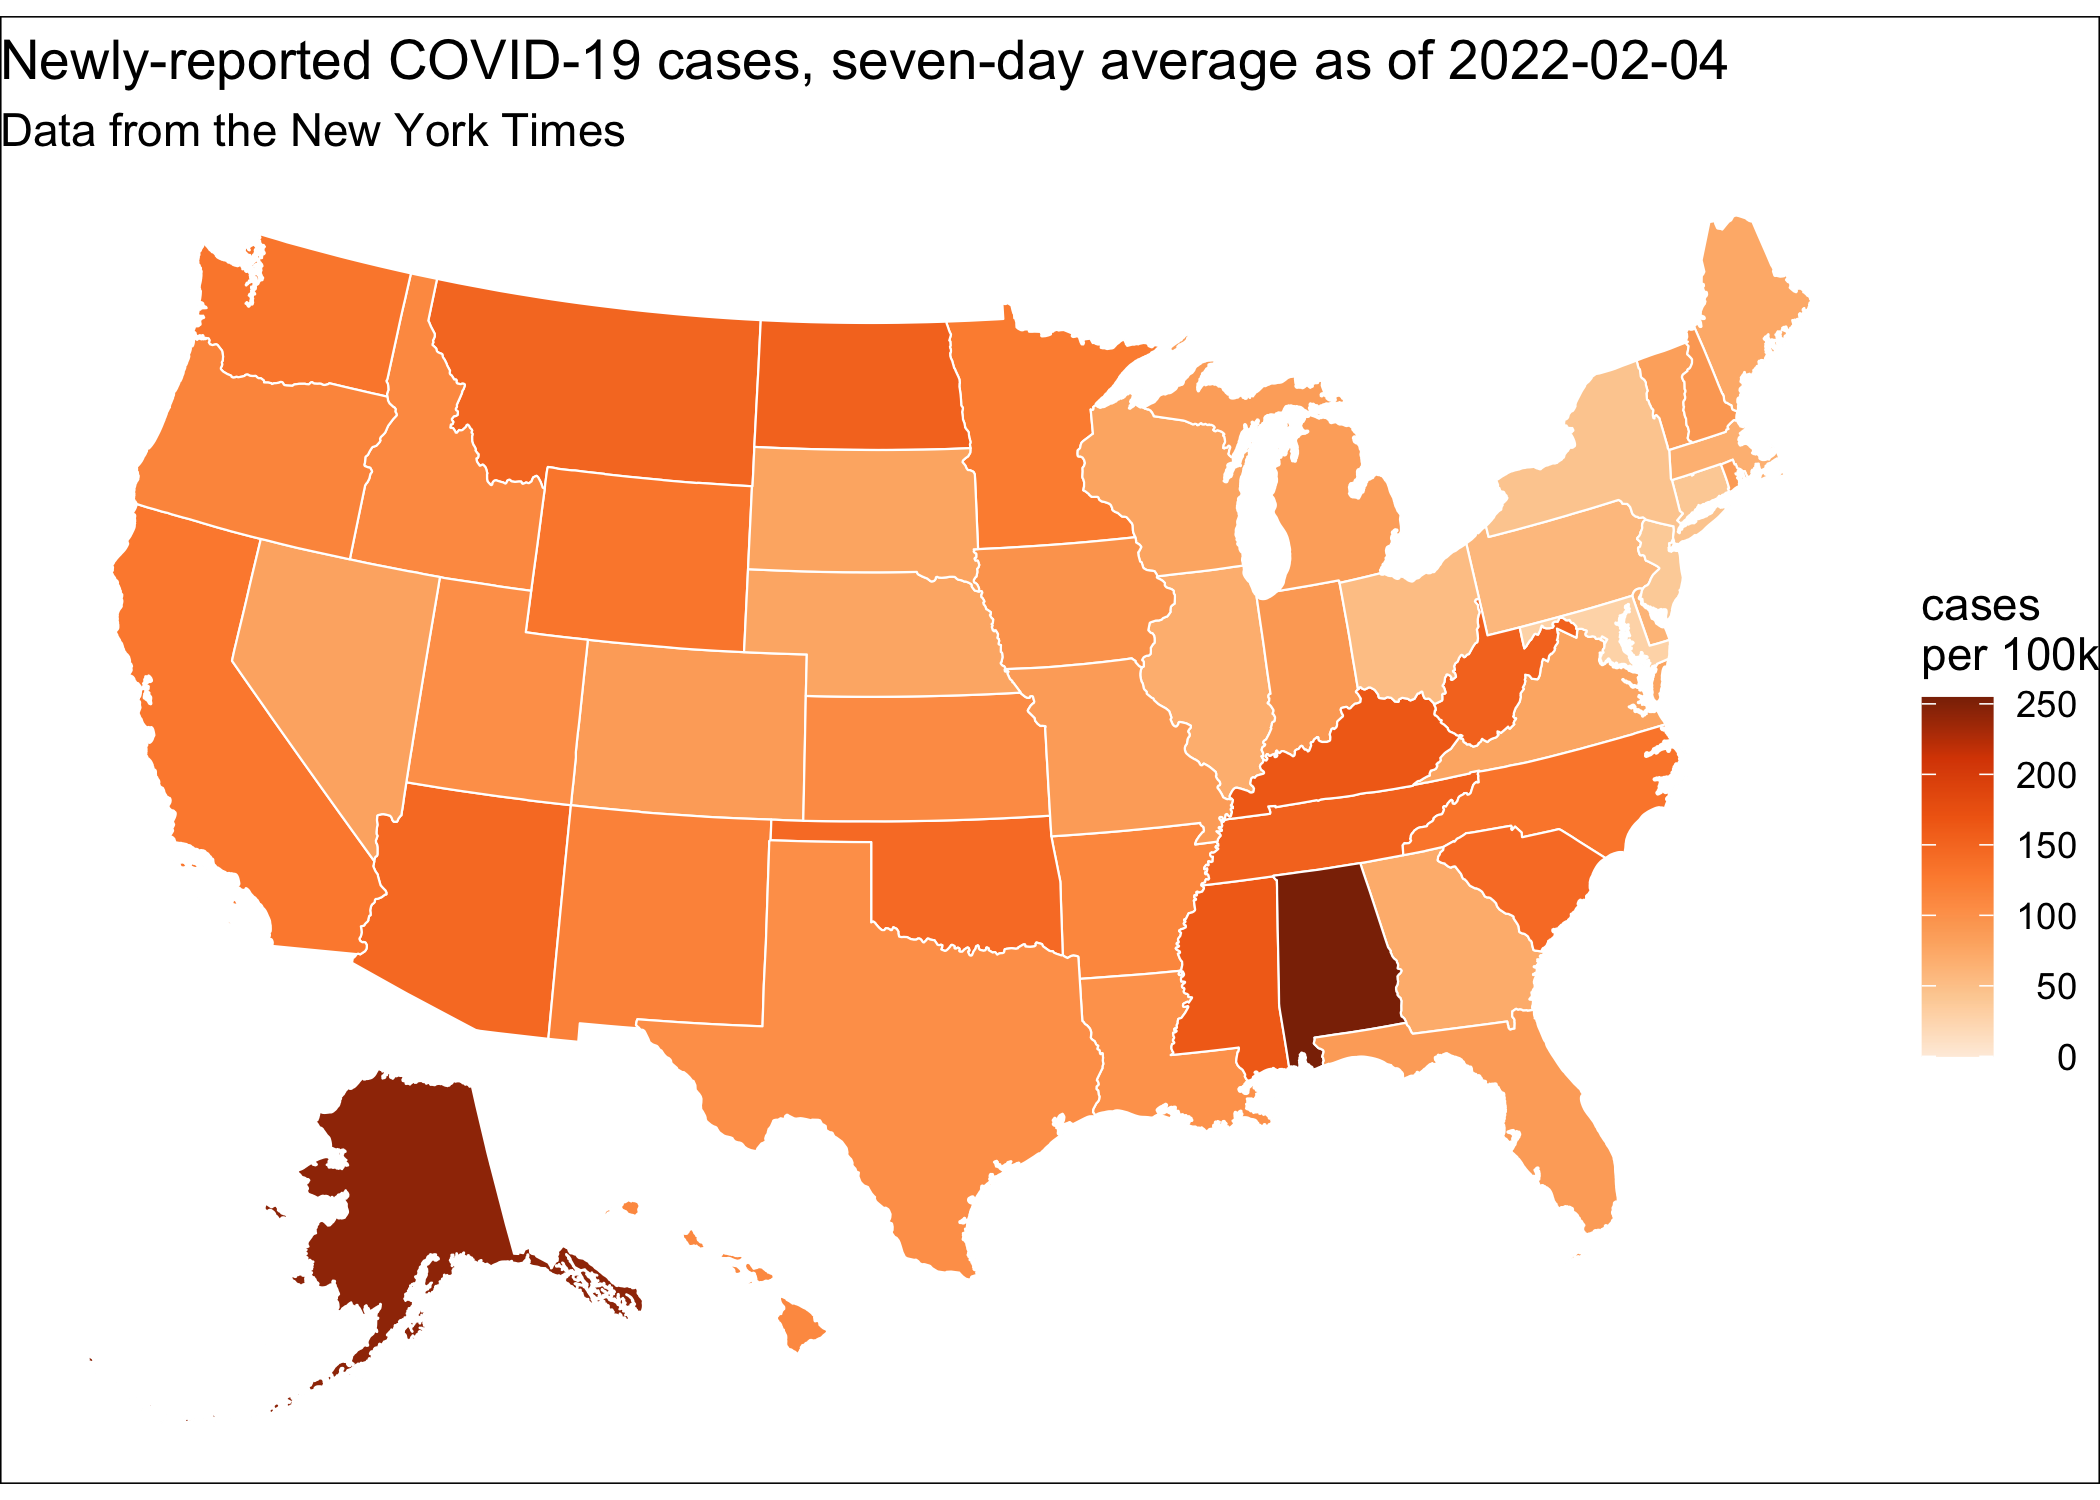 Newly-reported COVID-19 cases, seven-day average as of 2022-02-04
Data from the New York Times
cases
per 100k
250
200
150
100
50
0